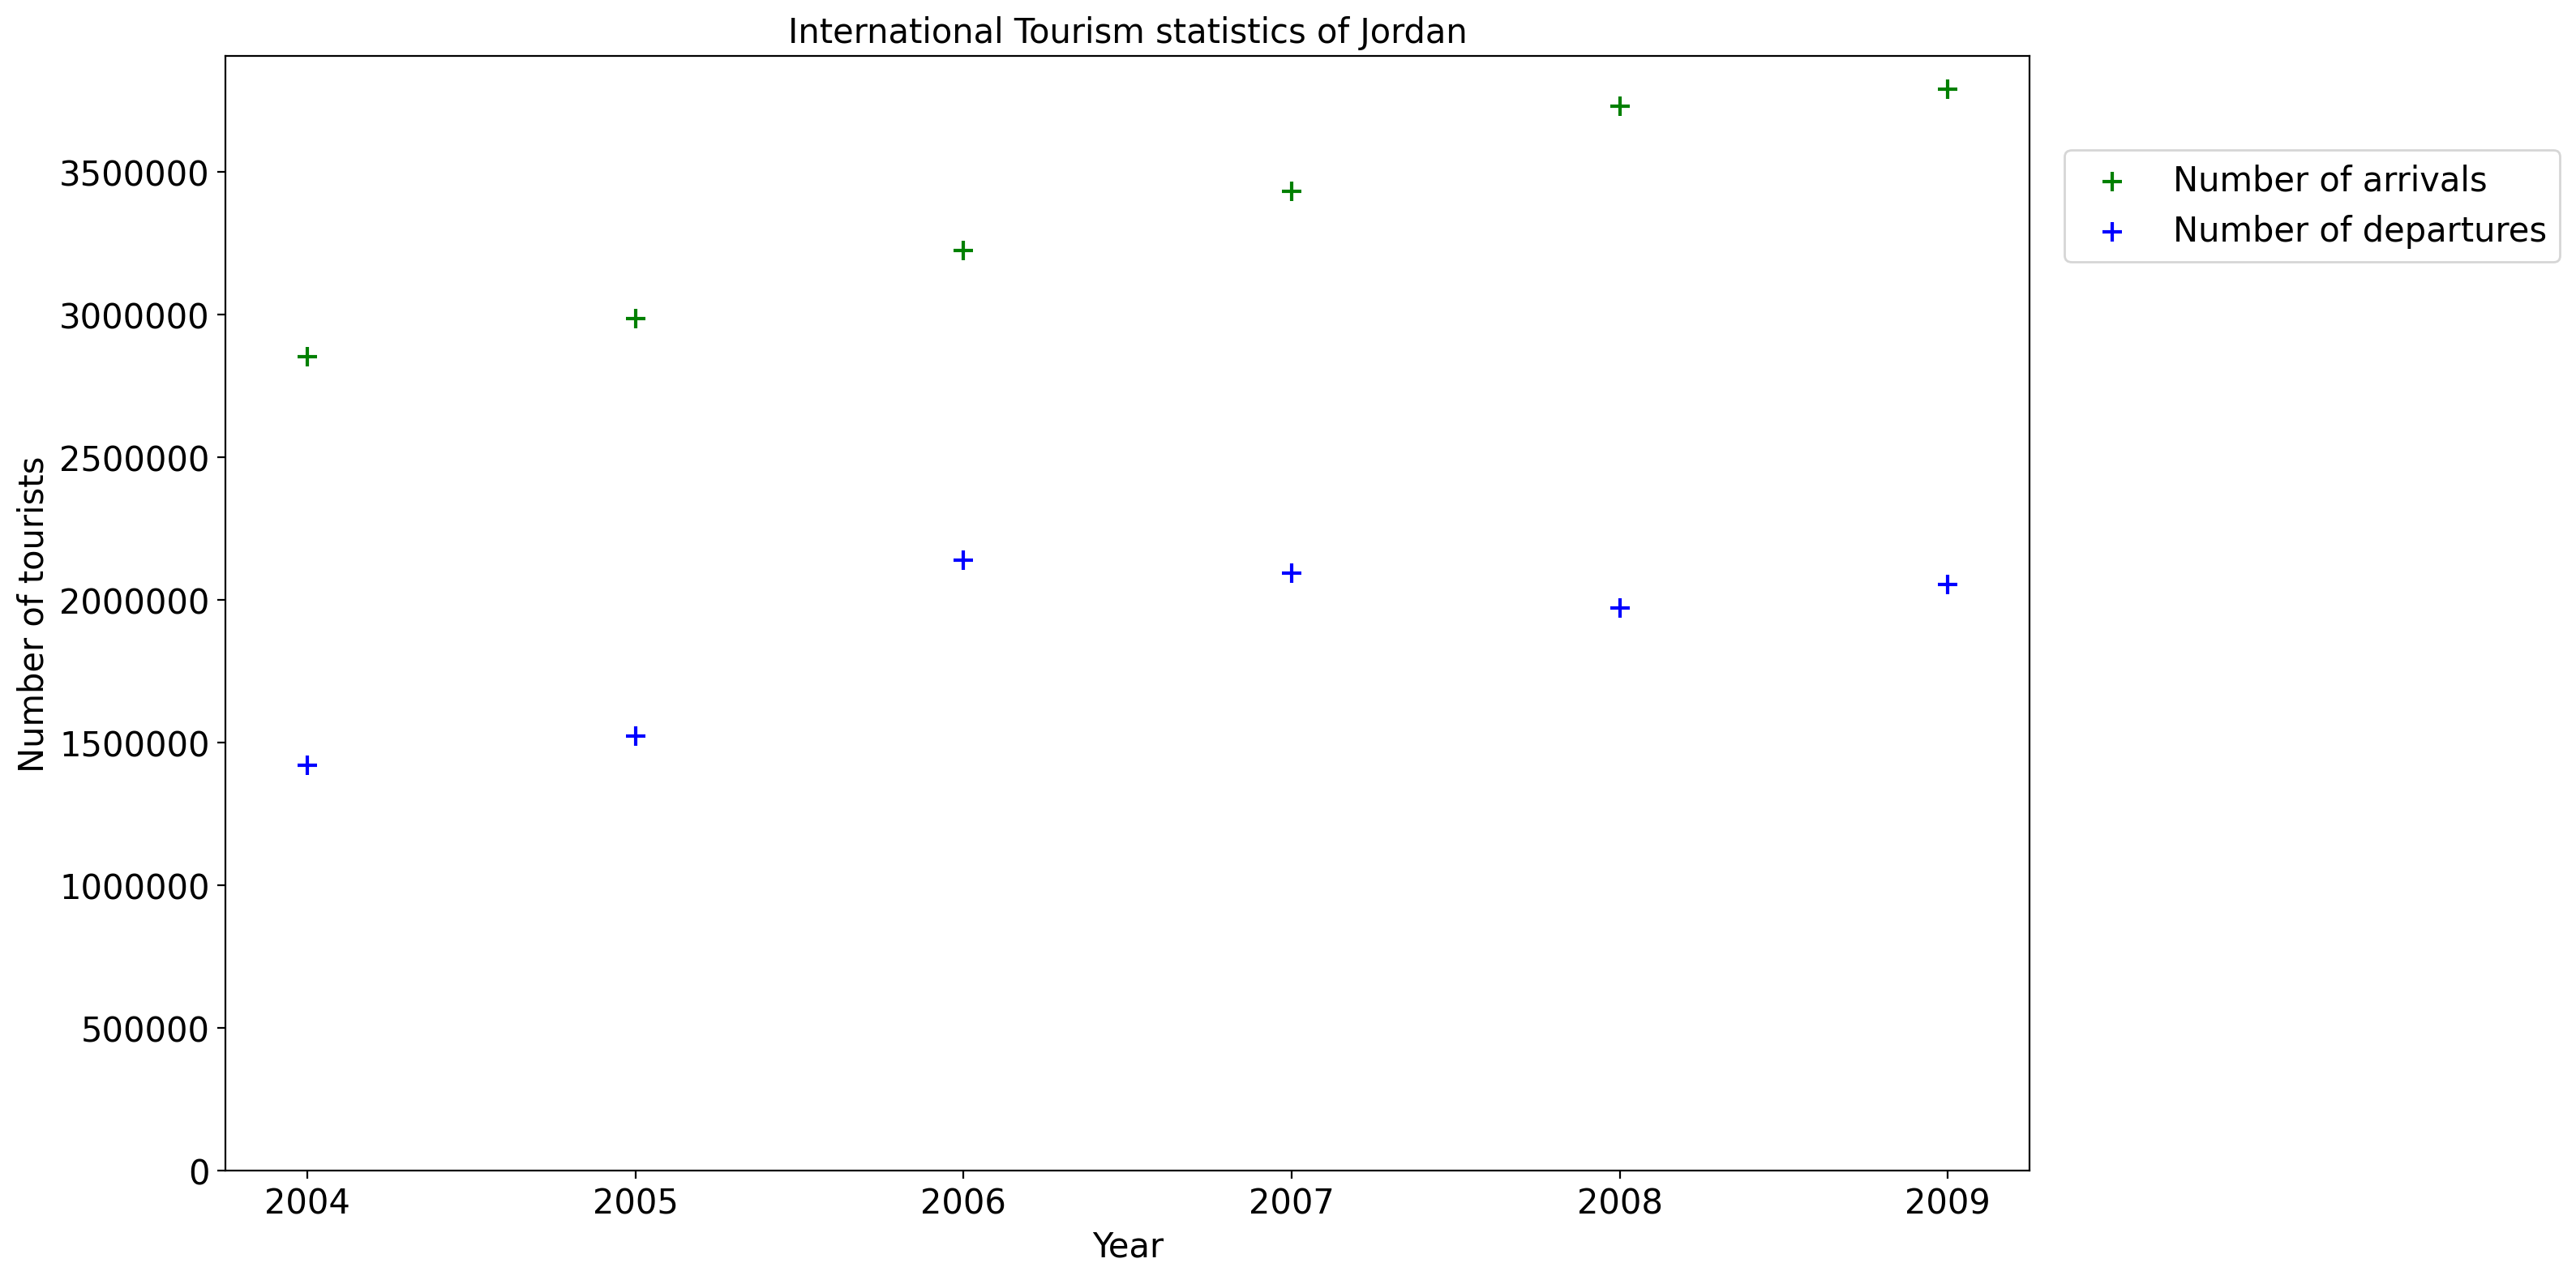 International Tourism statistics of Jordan
Number of tourists
3500000
3000000
2500000
2000000
1500000
1000000
500000
0
2004 2005 2006 2007 2008 2009
Year
Number of arrivals
Number of departures